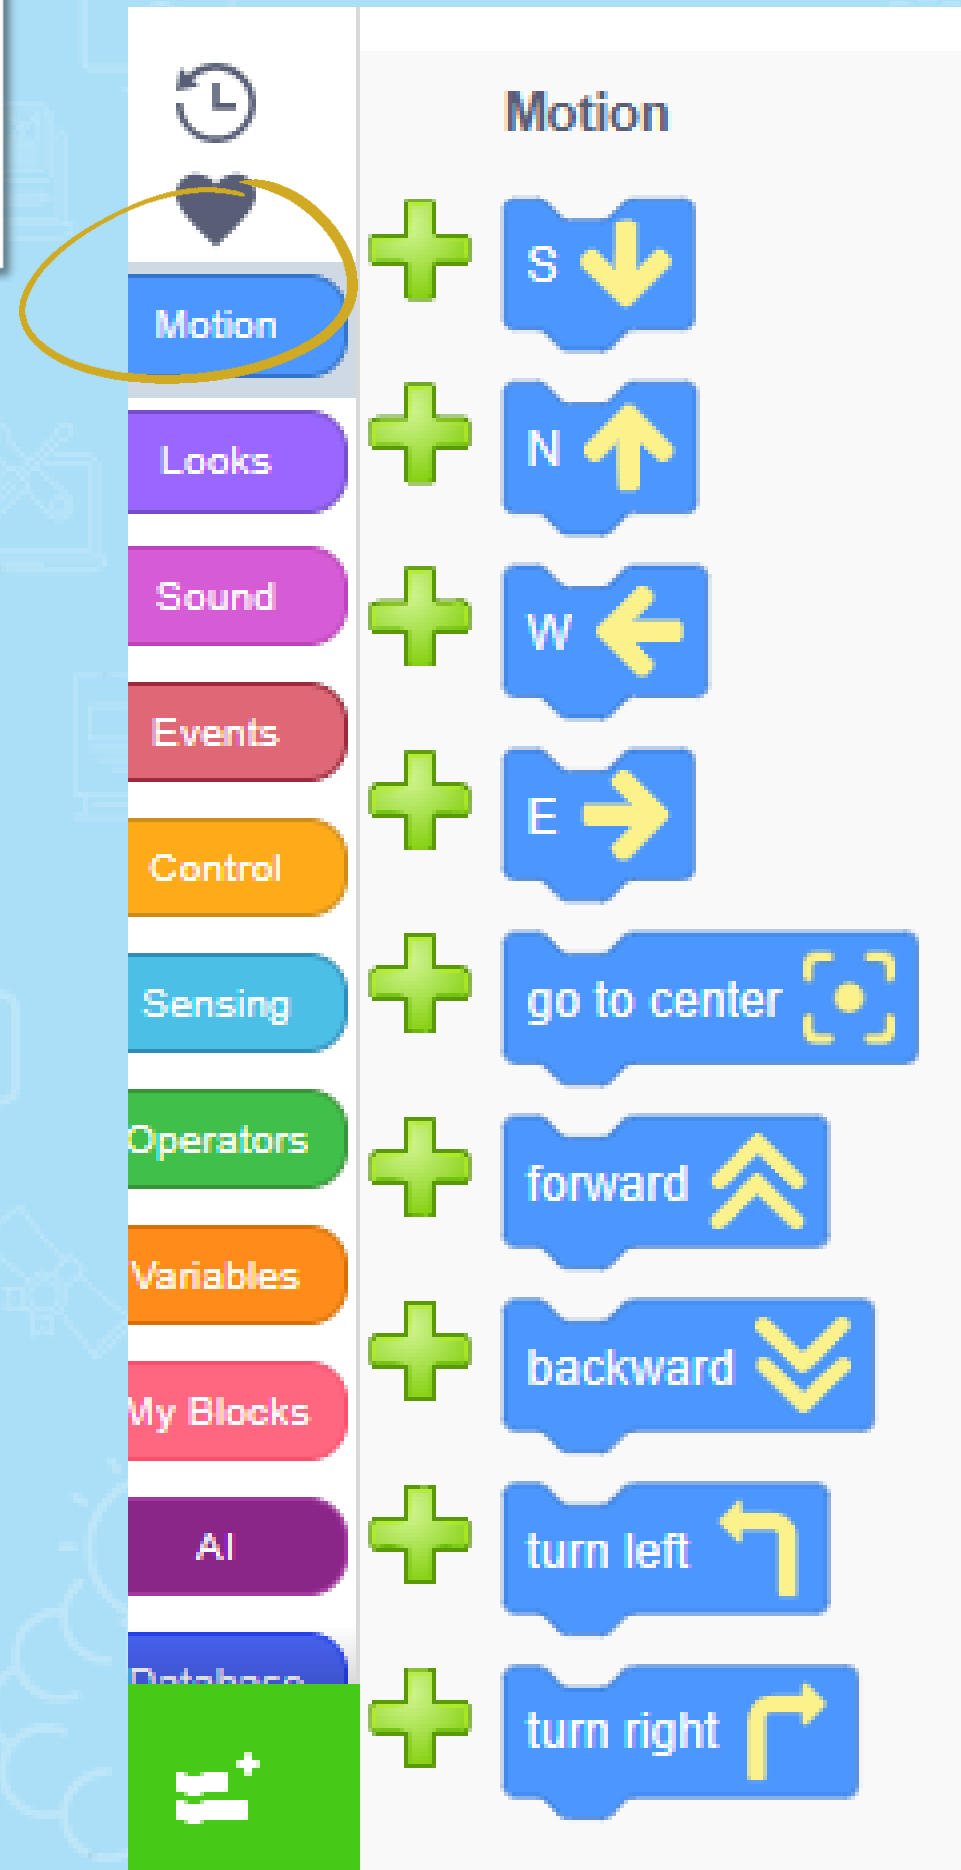 Motion
Looks
Sound
Events
Control
Sensing
Operators
Variables
My Blocks
AI
Database
Motion
S
N
W
E
go to center
forward
backward
turn left
turn right